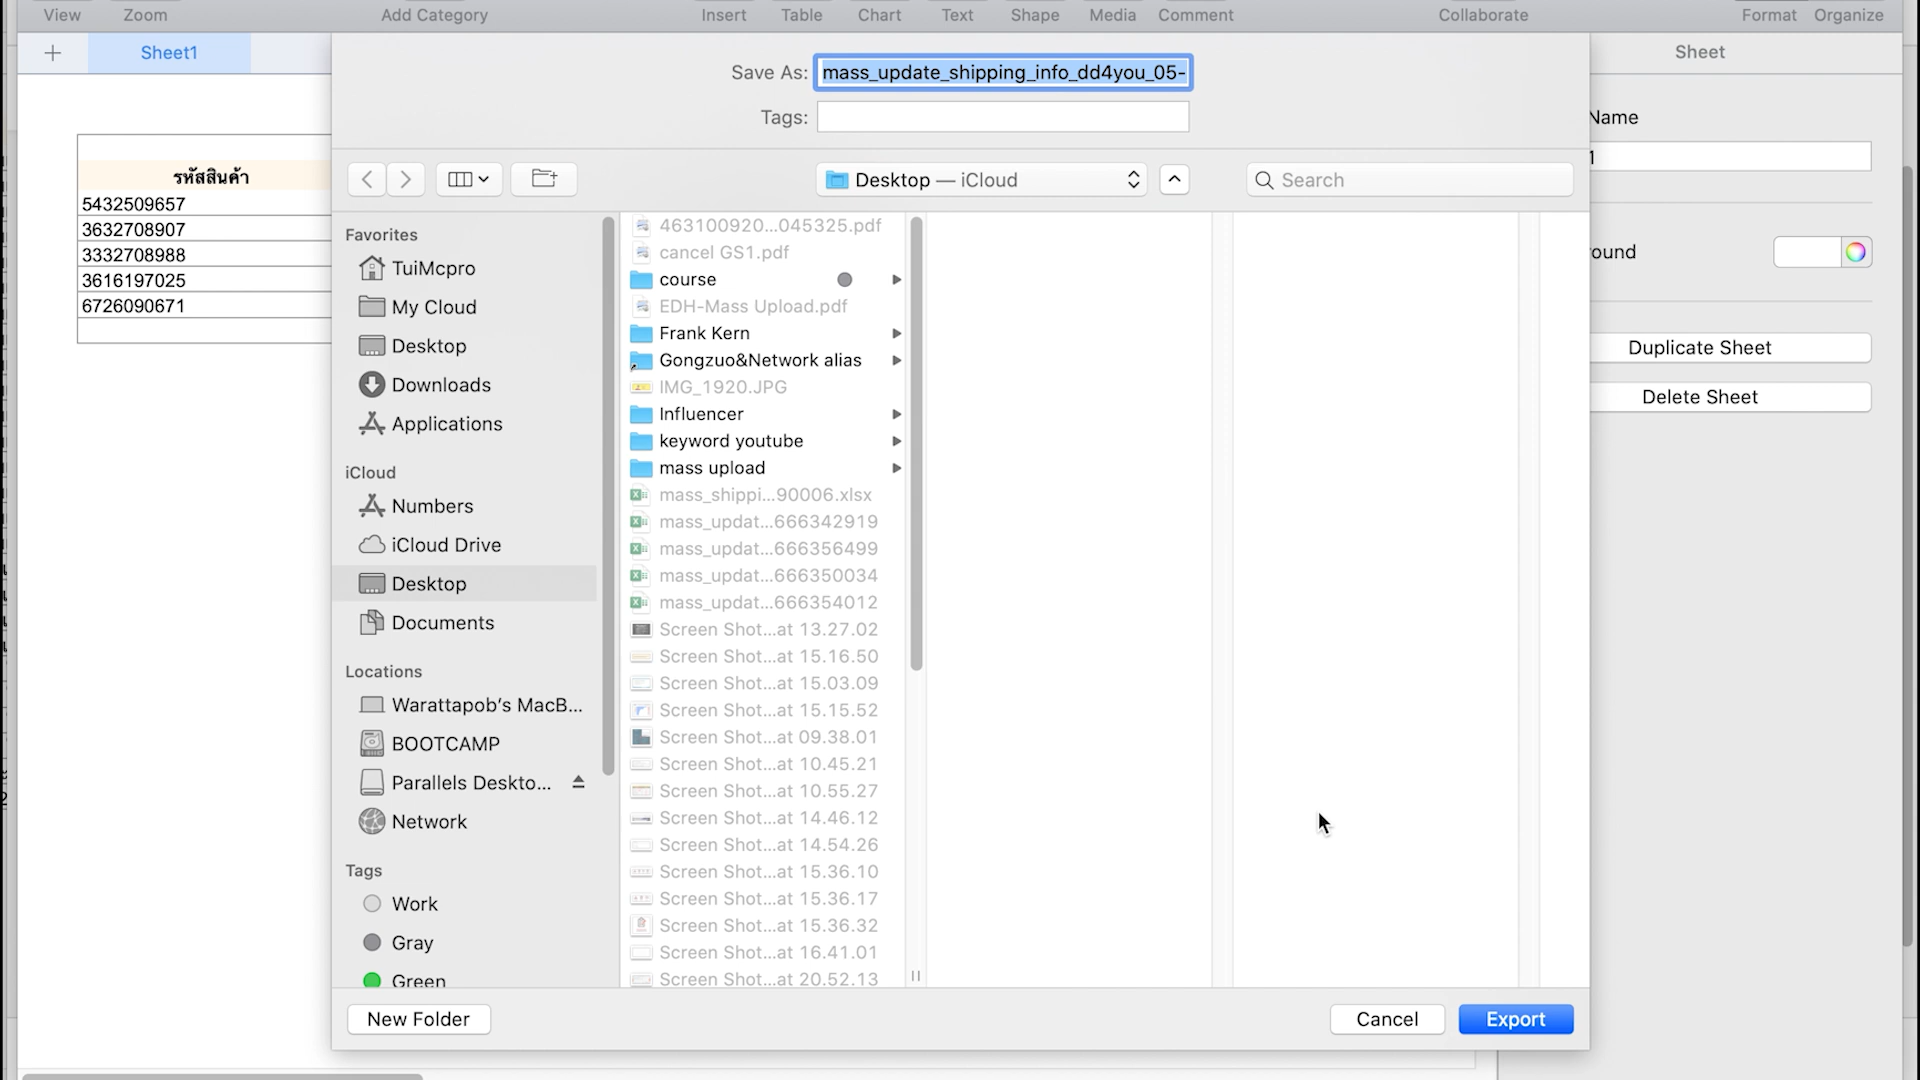 View
Zoom
Add Category
Insert
Table
Chart
Text
Shape
Media
Comment
Collaborate
Format
Organize
Sheet1
Sheet
Save As:
mass_update_shipping_info_dd4you_05-
Tags:
Name
1
ound
Duplicate Sheet
Delete Sheet
รหัสสินค้า
5432509657
3632708907
3332708988
3616197025
6726090671
Desktop — iCloud
Search
Favorites
TuiMcpro
My Cloud
Desktop
Downloads
Applications
iCloud
Numbers
iCloud Drive
Desktop
Documents
Locations
Warattapob's MacB...
BOOTCAMP
Parallels Deskto...
Network
Tags
Work
Gray
Green
463100920...045325.pdf
cancel GS1.pdf
course
EDH-Mass Upload.pdf
Frank Kern
Gongzuo&Network alias
IMG_1920.JPG
Influencer
keyword youtube
mass upload
mass_shippi...90006.xlsx
mass_updat...666342919
mass_updat...666356499
mass_updat...666350034
mass_updat...666354012
Screen Shot...at 13.27.02
Screen Shot...at 15.16.50
Screen Shot...at 15.03.09
Screen Shot...at 15.15.52
Screen Shot...at 09.38.01
Screen Shot...at 10.45.21
Screen Shot...at 10.55.27
Screen Shot...at 14.46.12
Screen Shot...at 14.54.26
Screen Shot...at 15.36.10
Screen Shot...at 15.36.17
Screen Shot...at 15.36.32
Screen Shot...at 16.41.01
Screen Shot...at 20.52.13
New Folder
Cancel
Export